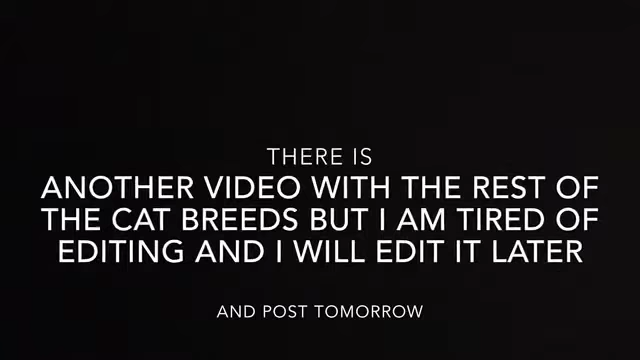 THERE IS
ANOTHER VIDEO WITH THE REST OF
THE CAT BREEDS BUT I AM TIRED OF
EDITING AND I WILL EDIT IT LATER
AND POST TOMORROW